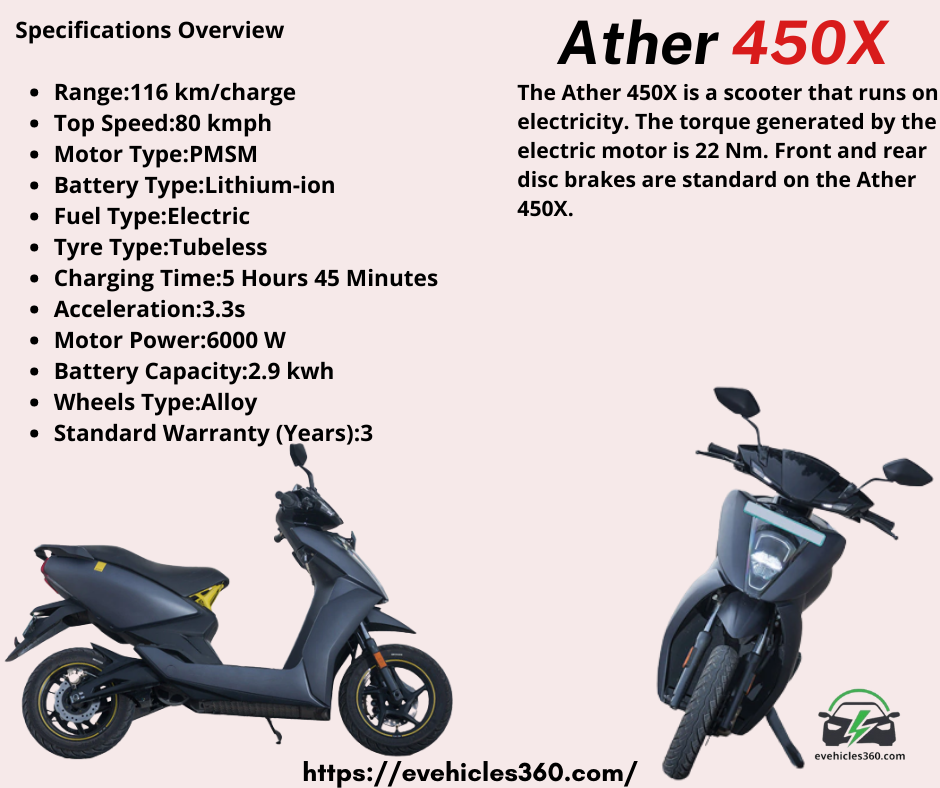 Specifications Overview
Range:116 km/charge
Top Speed:80 kmph
Motor Type:PMSM
Battery Type:Lithium-ion
Fuel Type:Electric
Tyre Type:Tubeless
Charging Time:5 Hours 45 Minutes
Acceleration:3.3s
Motor Power:6000 W
Battery Capacity:2.9 kwh
Wheels Type:Alloy
Standard Warranty (Years):3
Ather 450X
The Ather 450X is a scooter that runs on
electricity. The torque generated by the
electric motor is 22 Nm. Front and rear
disc brakes are standard on the Ather
450X.
evehicles360.com
https://evehicles360.com/